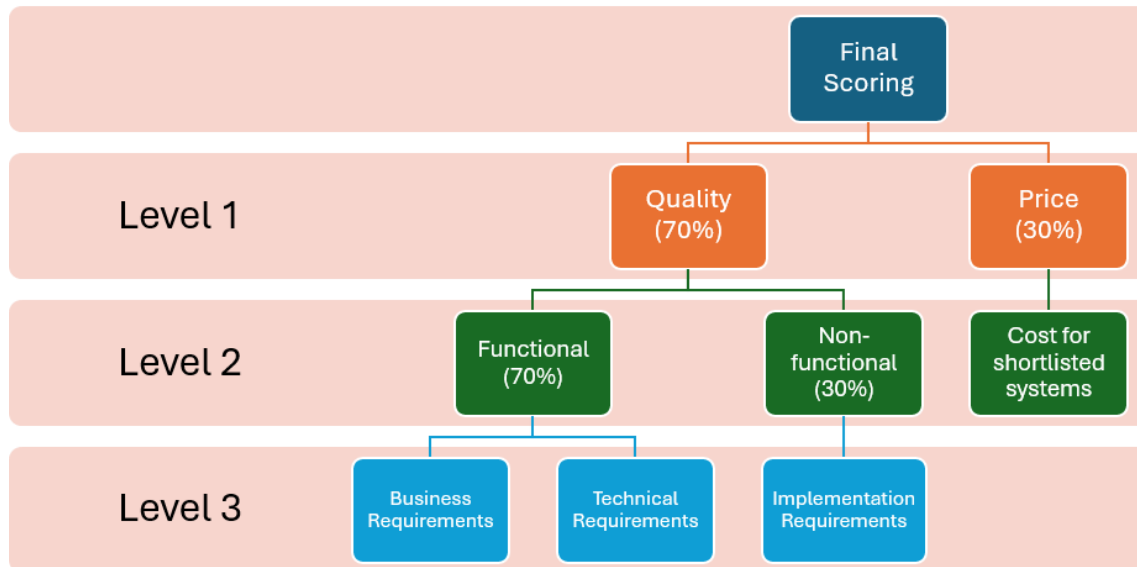 Final
Scoring
Level 1
Quality
(70%)
Price
(30%)
Level 2
Functional
(70%)
Non-
functional
(30%)
Cost for
shortlisted
systems
Level 3
Business
Requirements
Technical
Requirements
Implementation
Requirements